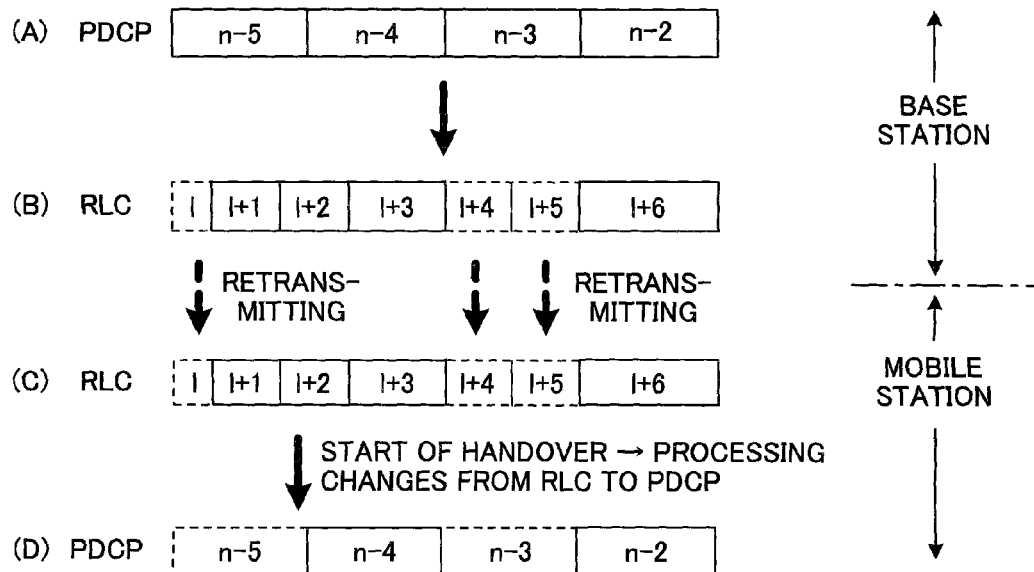 (A) PDCP n-5 n-4 n-3 n-2
BASE
STATION
(B) RLC l l+1 l+2 l+3 l+4 l+5 l+6
RETRANS-
MITTING
RETRANS-
MITTING
(C) RLC l l+1 l+2 l+3 l+4 l+5 l+6
MOBILE
STATION
START OF HANDOVER → PROCESSING
CHANGES FROM RLC TO PDCP
(D) PDCP n-5 n-4 n-3 n-2